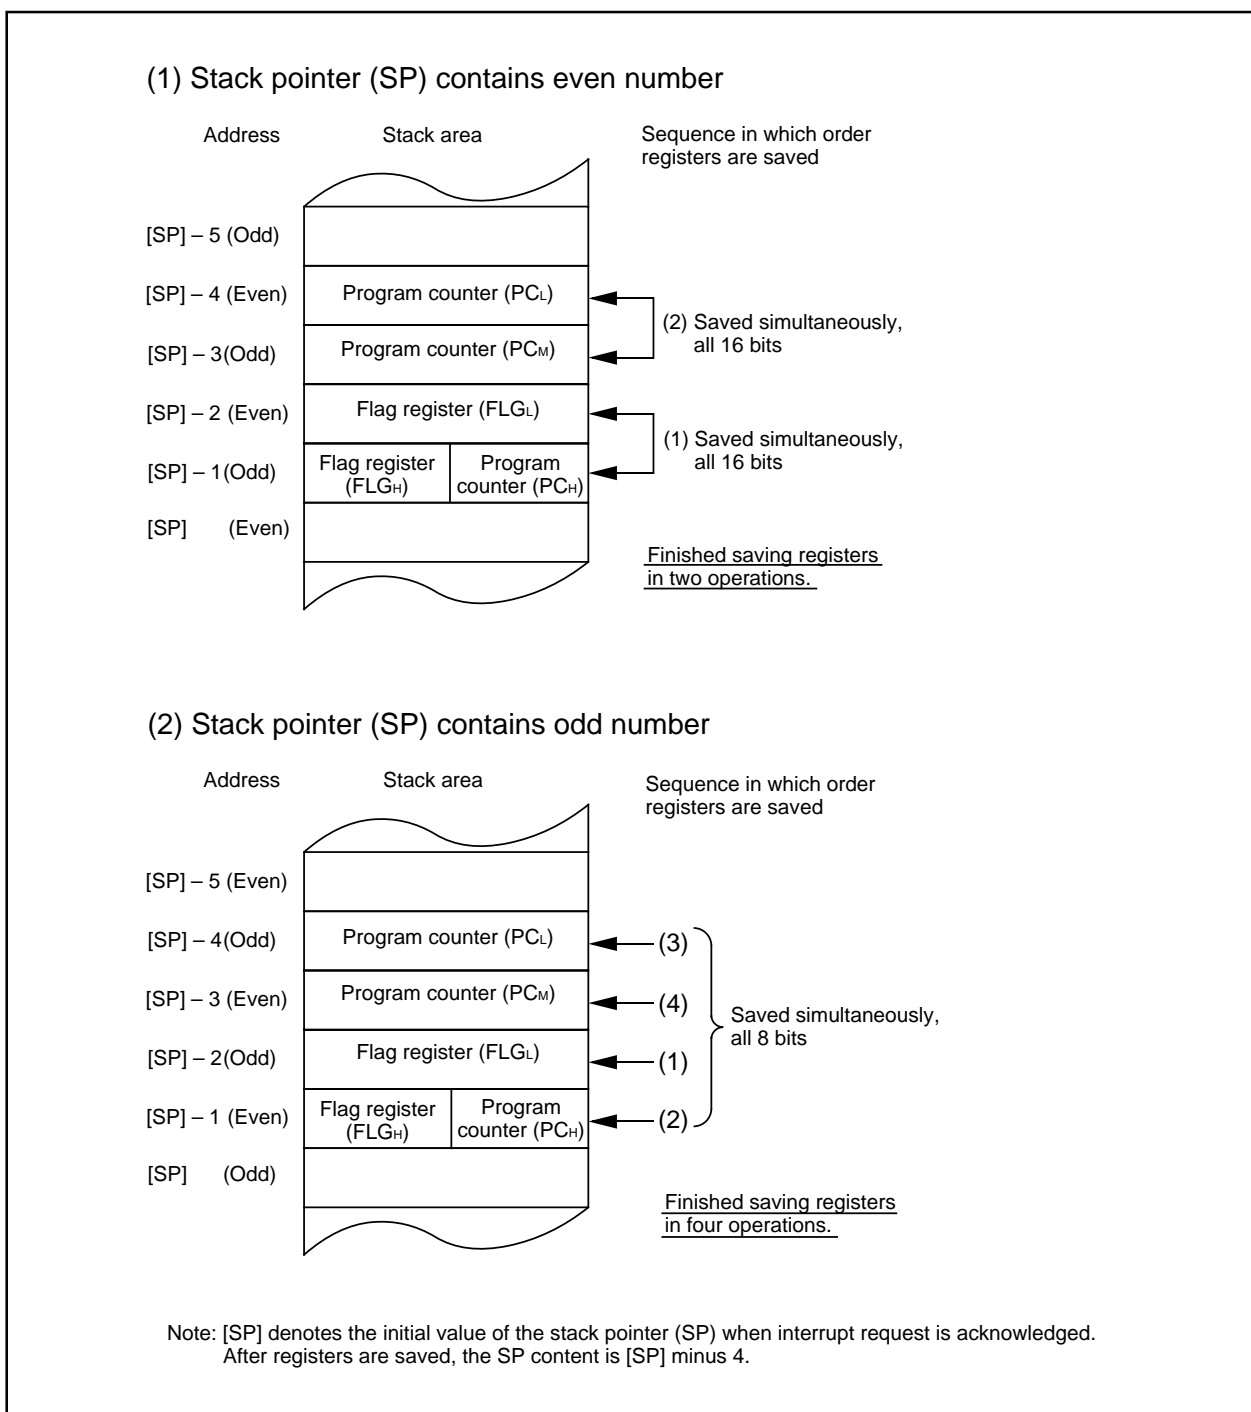 (1) Stack pointer (SP) contains even number
Address
Stack area
Sequence in which order
registers are saved
[SP] – 5 (Odd)
[SP] – 4 (Even)
Program counter (PCL)
(2) Saved simultaneously,
all 16 bits
[SP] – 3(Odd)
Program counter (PCM)
[SP] – 2 (Even)
Flag register (FLGL)
(1) Saved simultaneously,
all 16 bits
[SP] – 1(Odd)
Flag register
(FLGH)
Program
counter (PCH)
[SP] (Even)
Finished saving registers
in two operations.
(2) Stack pointer (SP) contains odd number
Address
Stack area
Sequence in which order
registers are saved
[SP] – 5 (Even)
[SP] – 4(Odd)
Program counter (PCL)
(3)
[SP] – 3 (Even)
Program counter (PCM)
(4)
Saved simultaneously,
all 8 bits
[SP] – 2(Odd)
Flag register (FLGL)
(1)
[SP] – 1 (Even)
Flag register
(FLGH)
Program
counter (PCH)
(2)
[SP] (Odd)
Finished saving registers
in four operations.
Note: [SP] denotes the initial value of the stack pointer (SP) when interrupt request is acknowledged.
After registers are saved, the SP content is [SP] minus 4.